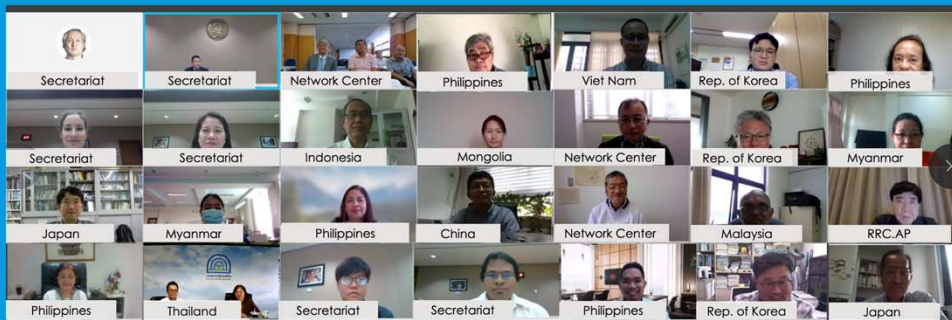 Secretariat
Secretariat
Network Center
Philippines
Viet Nam
Rep. of Korea
Philippines
Secretariat
Secretariat
Indonesia
Mongolia
Network Center
Rep. of Korea
Myanmar
Japan
Myanmar
Philippines
China
Network Center
Malaysia
RRC.AP
Philippines
Thailand
Secretariat
Secretariat
Philippines
Rep. of Korea
Japan